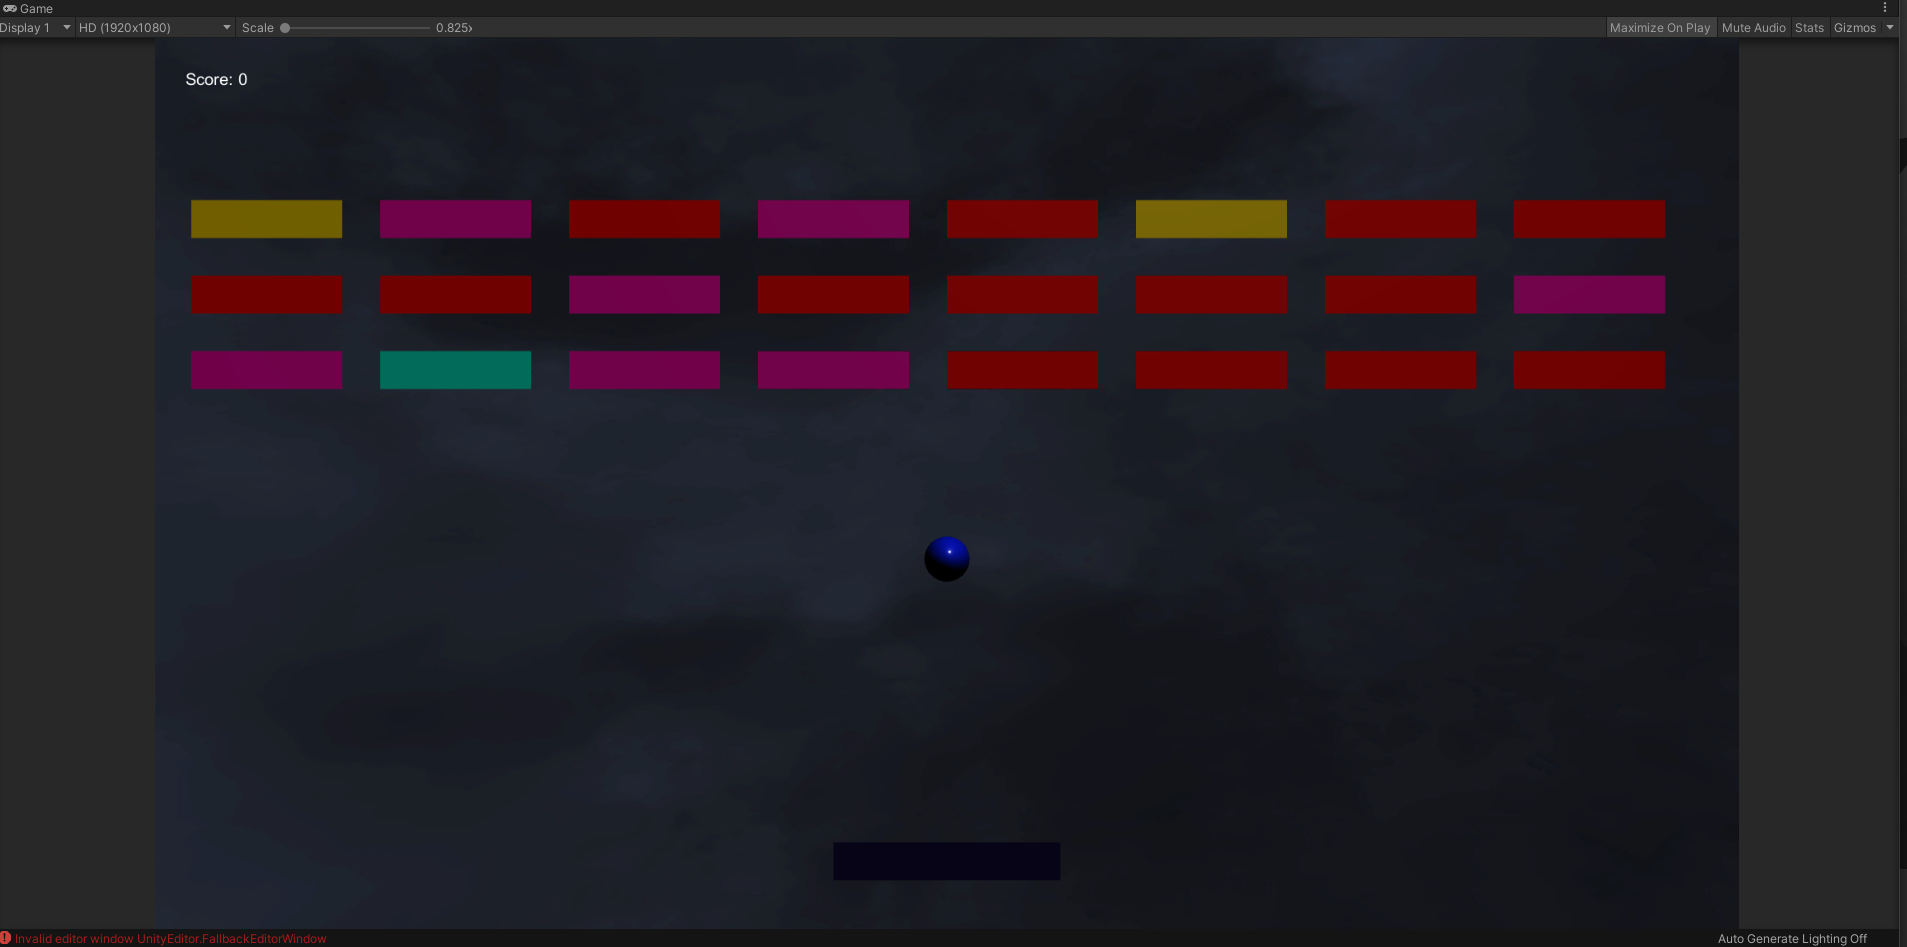 Game
Display 1 HD (1920x1080) Scale 0.825x Maximize On Play Mute Audio Stats Gizmos
Score: 0
Invalid editor window UnityEditor.FallbackEditorWindow Auto Generate Lighting Off